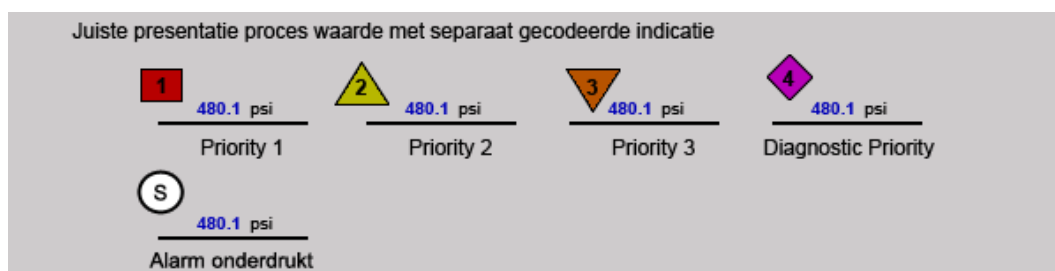 Juiste presentatie proces waarde met separaat gecodeerde indicatie
1 2 3 4
480.1 psi 480.1 psi 480.1 psi 480.1 psi
Priority 1 Priority 2 Priority 3 Diagnostic Priority
S
480.1 psi
Alarm onderdrukt